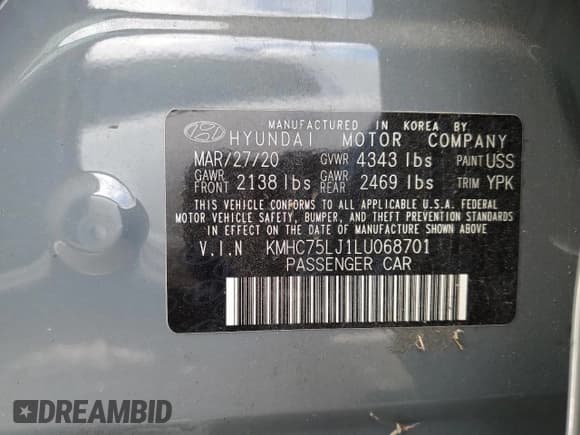 MANUFACTURED IN KOREA BY
HYUNDAI MOTOR COMPANY
MAR/27/20 GVWR 4343 lbs PAINT USS
GAWR FRONT 2138 lbs GAWR REAR 2469 lbs TRIM YPK
THIS VEHICLE CONFORMS TO ALL APPLICABLE U.S.A. FEDERAL
MOTOR VEHICLE SAFETY, BUMPER, AND THEFT PREVENTION STANDARDS
IN EFFECT ON THE DATE OF MANUFACTURE SHOWN ABOVE.
V.I.N KMHC75LJ1LU068701
PASSENGER CAR
DREAMBID